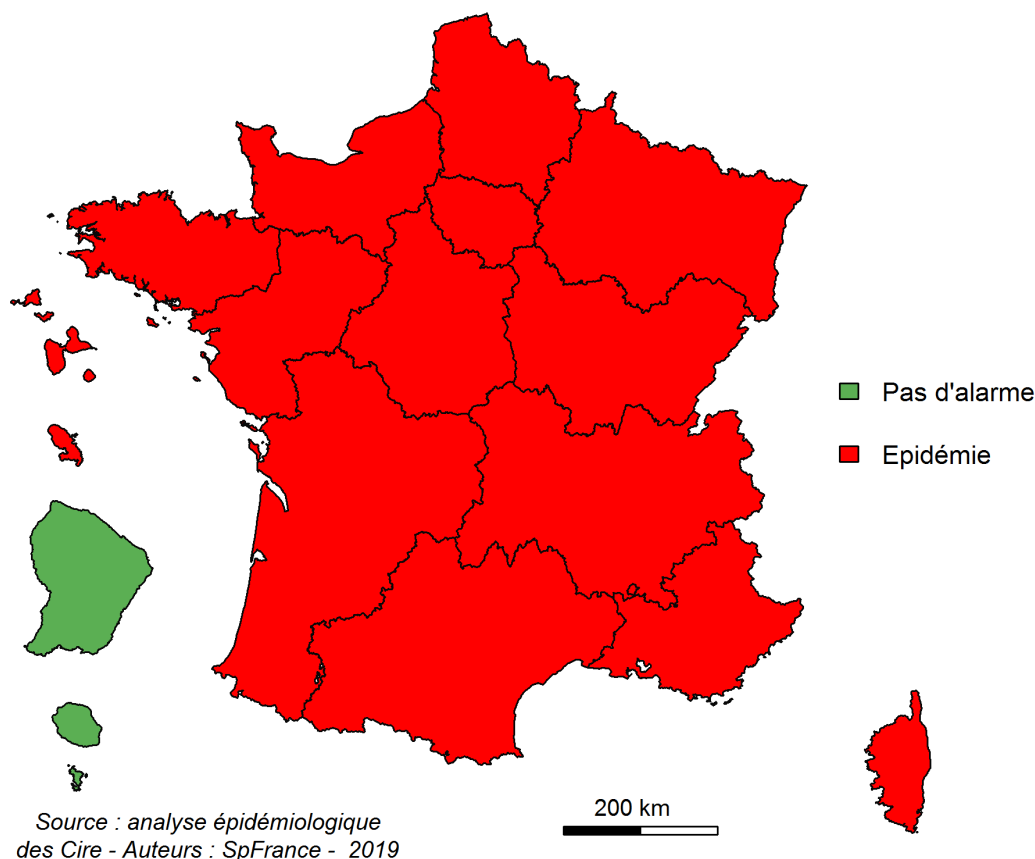 Pas d'alarme
Epidémie
200 km
Source : analyse épidémiologique
des Cire - Auteurs : SpFrance -  2019